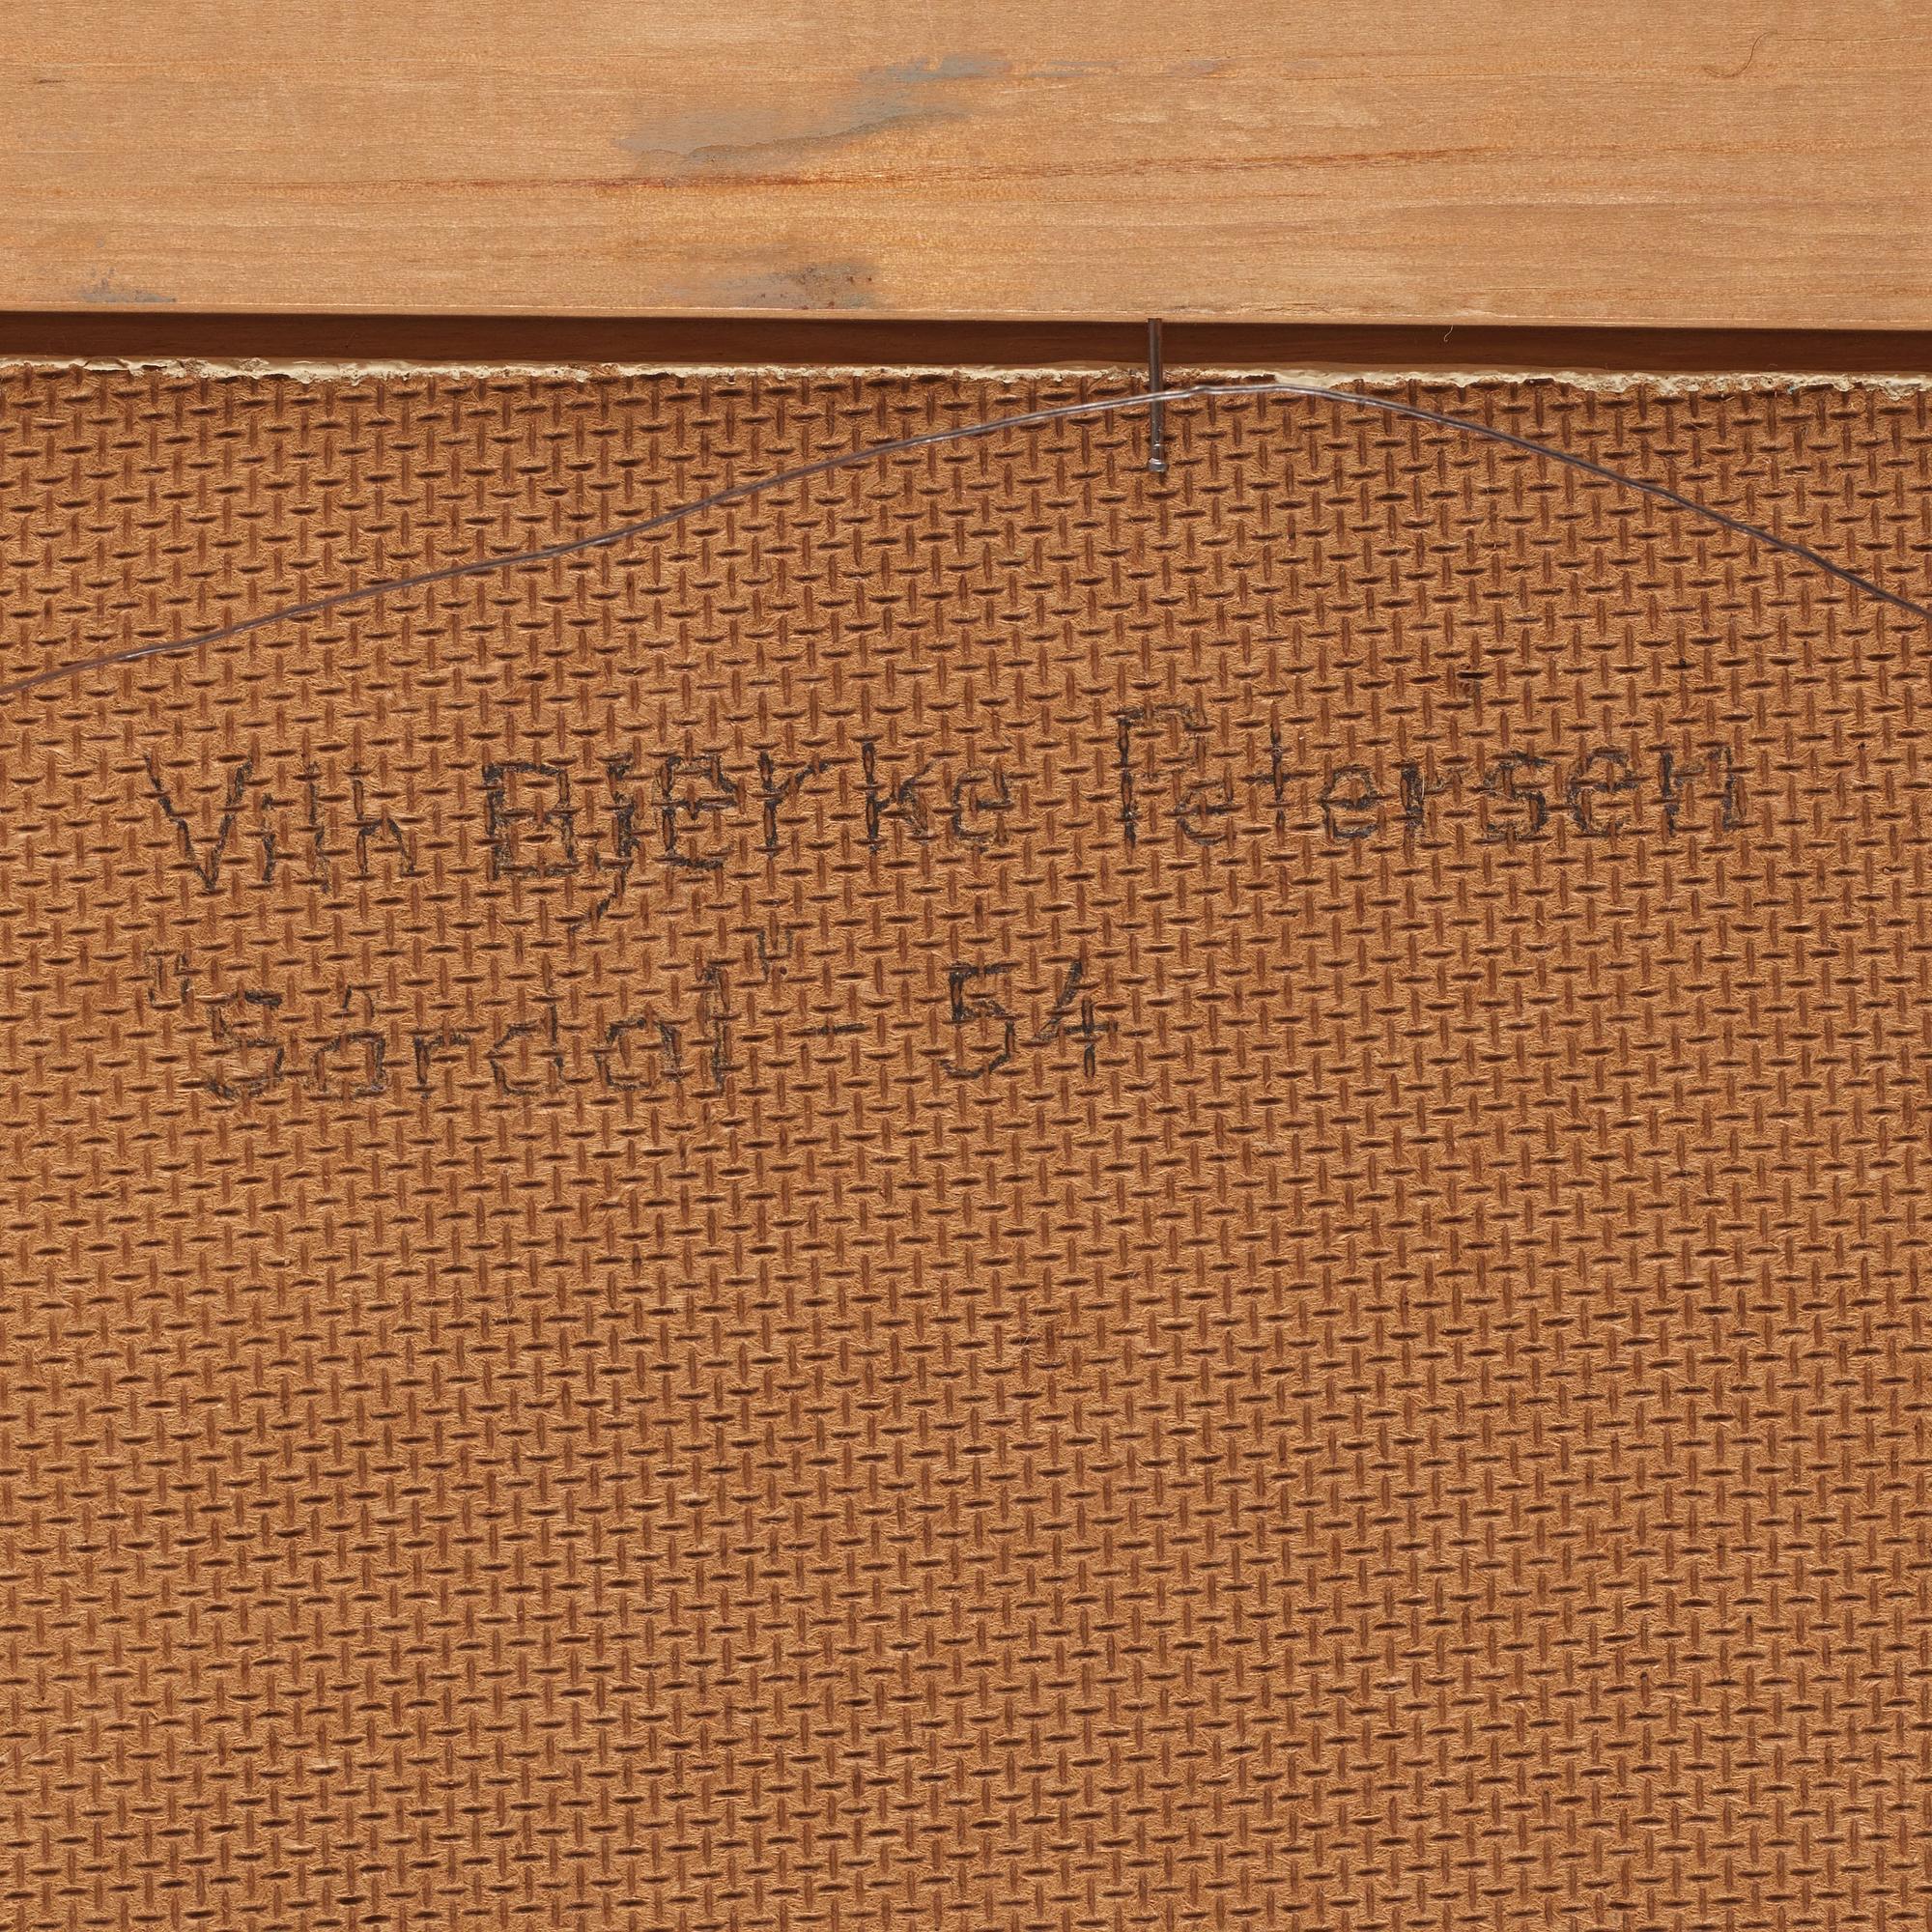 Vilh Bjerke Petersen
"Sårdal" - 54